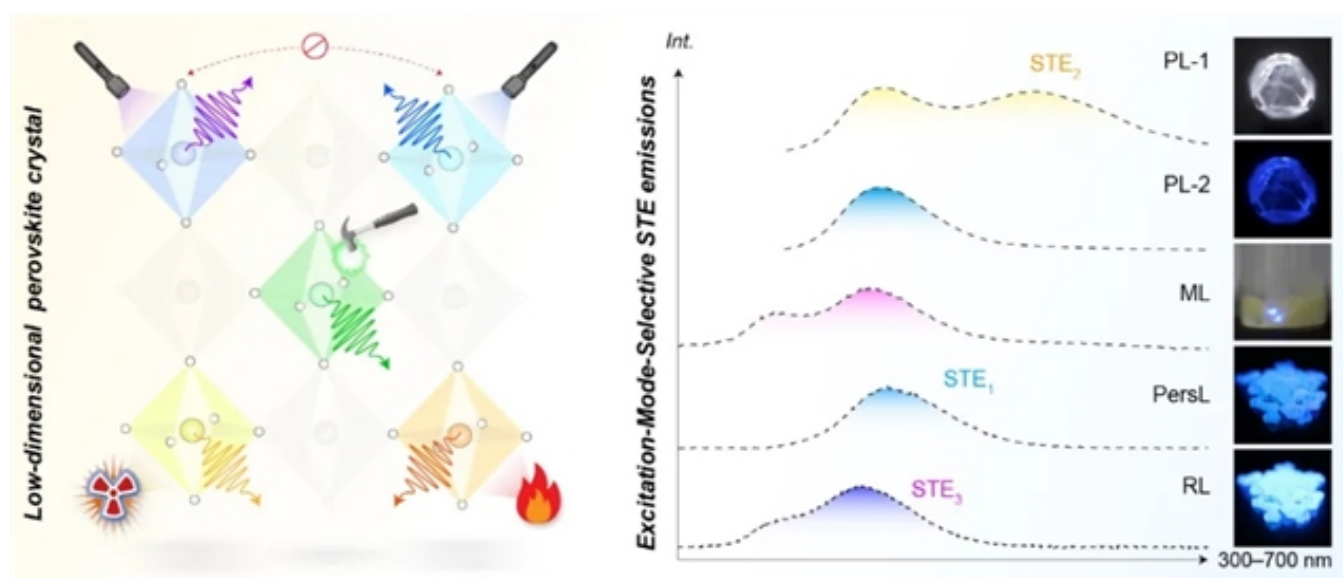 Low-dimensional perovskite crystal
Excitation-Mode-Selective STE emissions
Int.
STE₂
PL-1
PL-2
ML
STE₁
PersL
STE₃
RL
300–700 nm